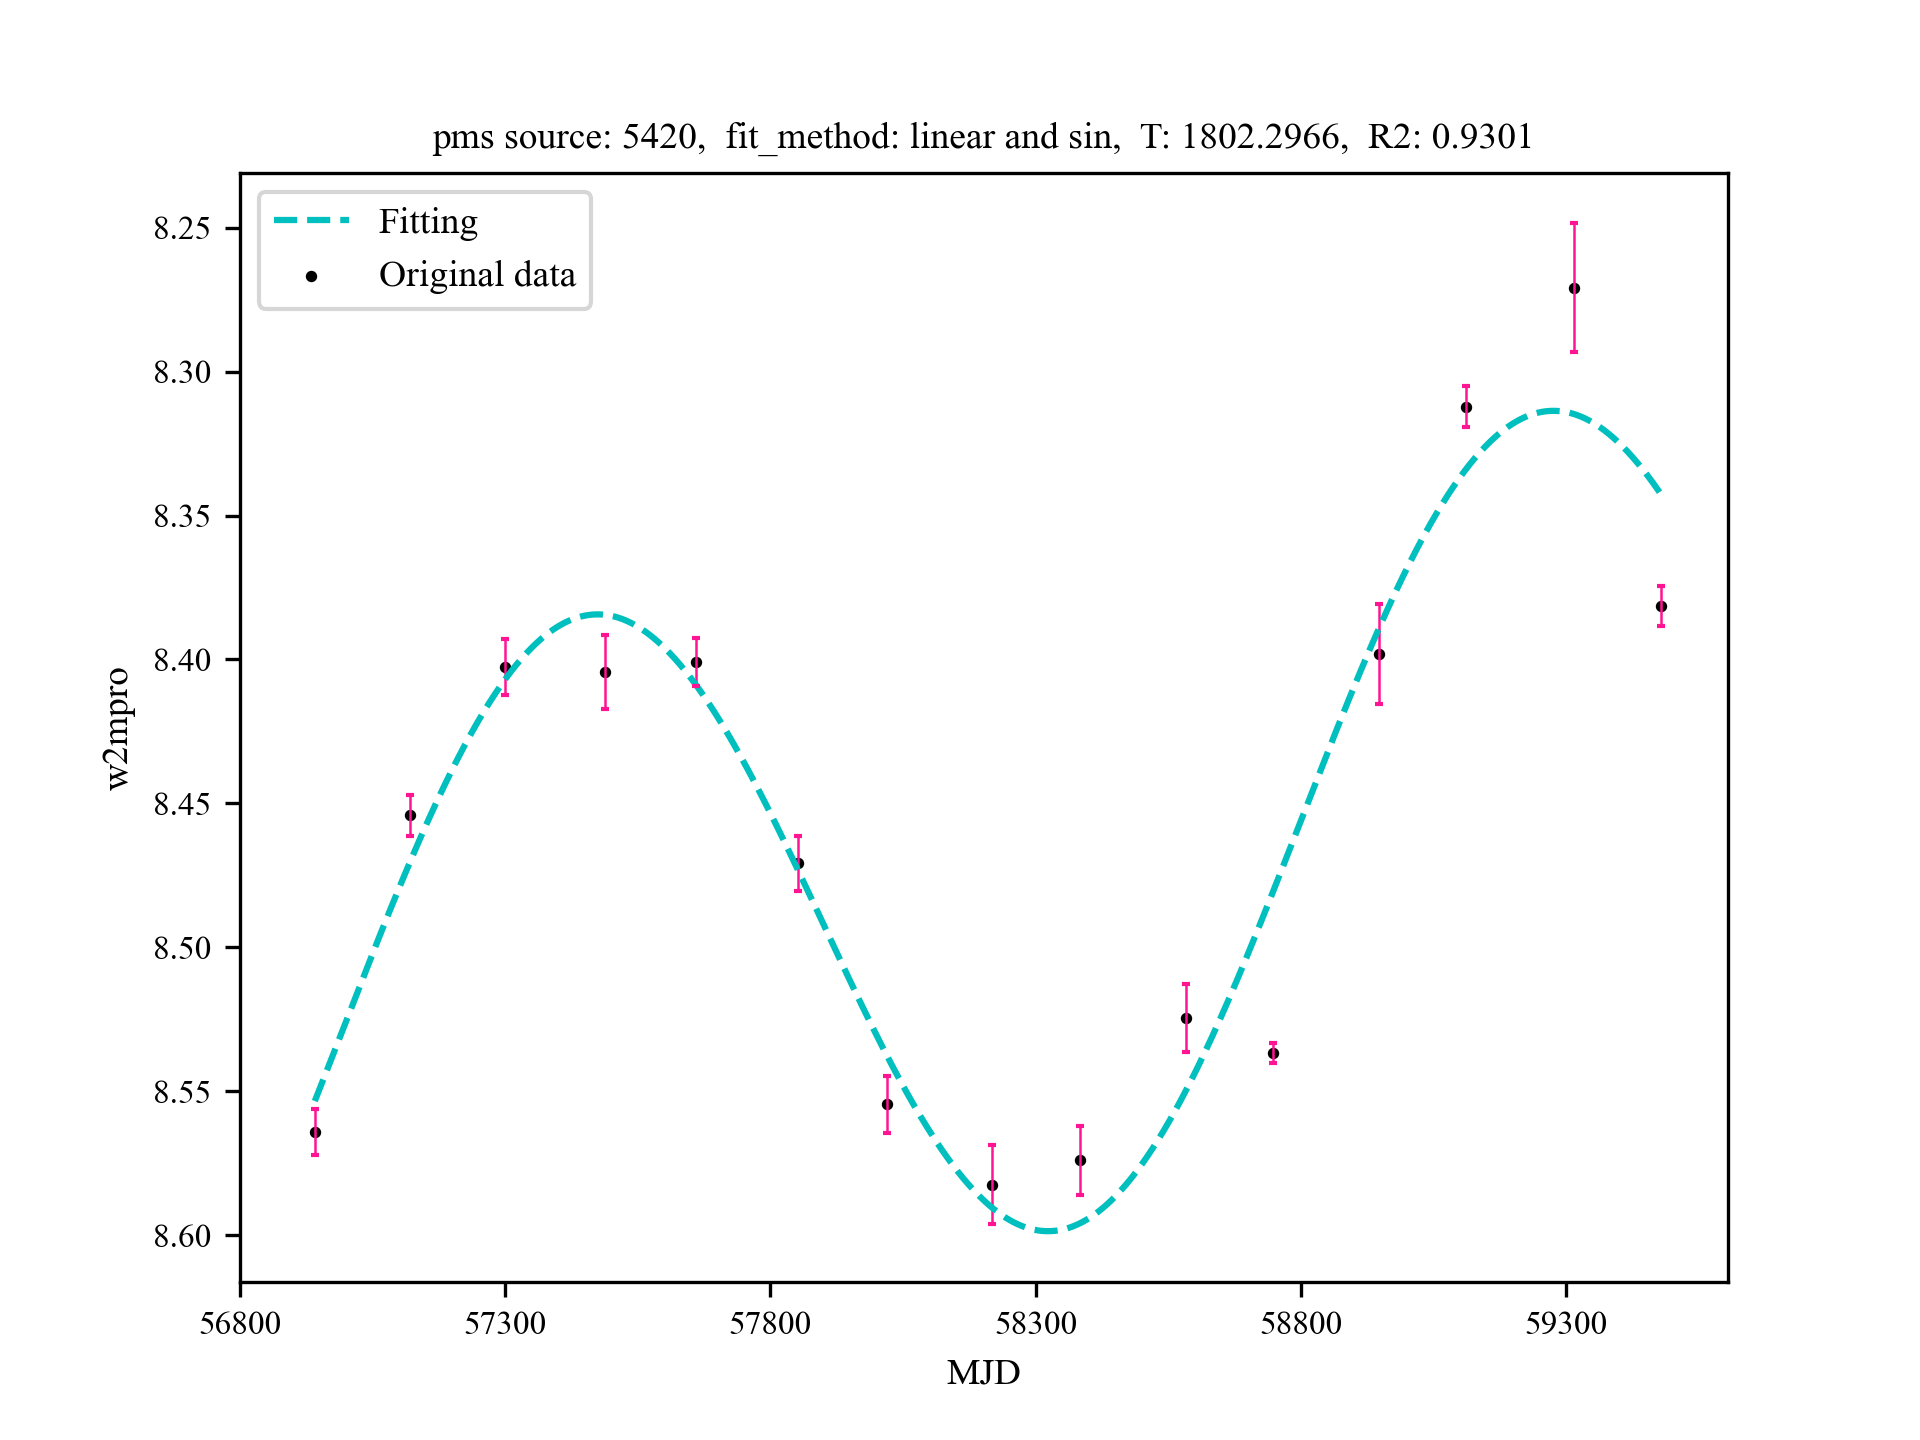 pms source: 5420,  fit_method: linear and sin,  T: 1802.2966,  R2: 0.9301
Fitting
Original data
8.25
8.30
8.35
8.40
8.45
8.50
8.55
8.60
w2mpro
56800 57300 57800 58300 58800 59300
MJD